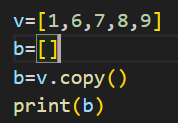 v=[1,6,7,8,9]
b=[]
b=v.copy()
print(b)